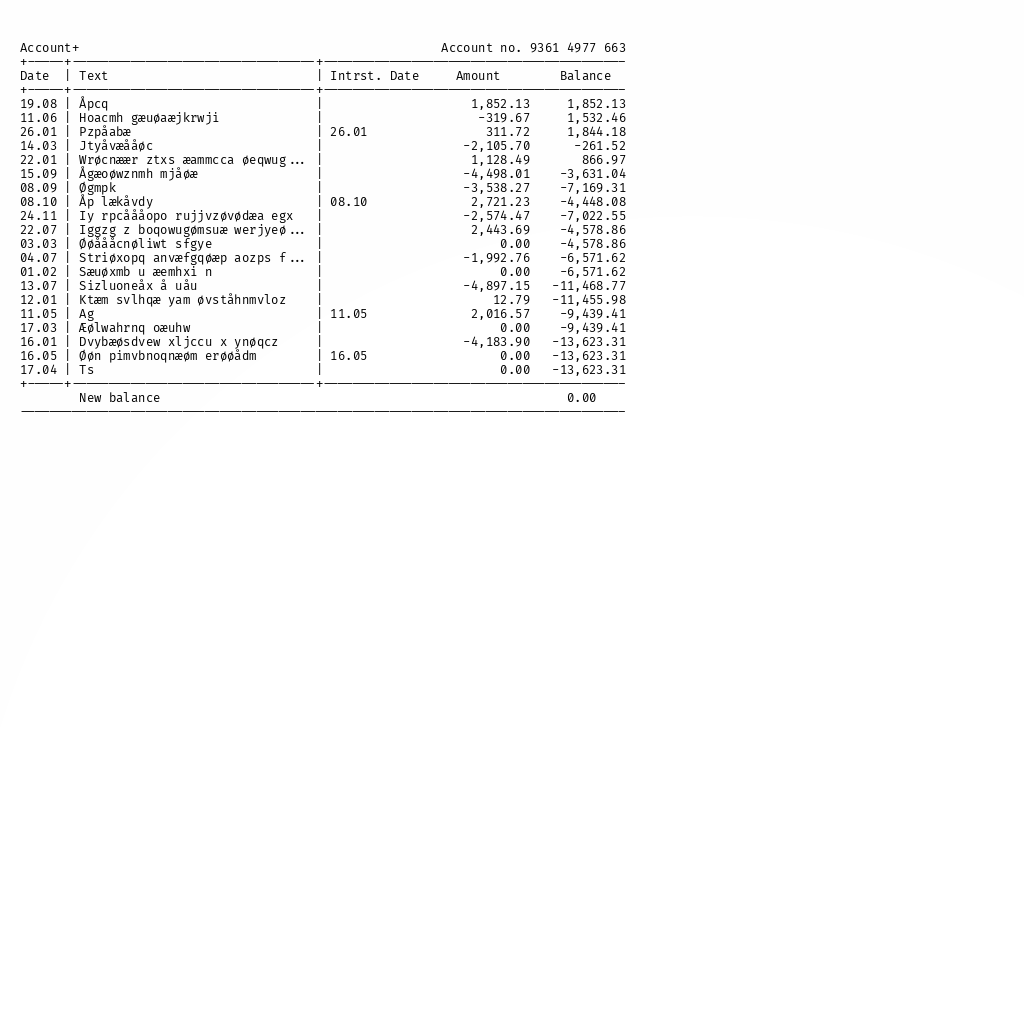 Account+ Account no. 9361 4977 663
+-----+---------------------------------+-----------------------------------------
Date | Text | Intrst. Date Amount Balance
+-----+---------------------------------+-----------------------------------------
19.08 | Åpcq | 1,852.13 1,852.13
11.06 | Hoacmh gæuøaæjkrwji | -319.67 1,532.46
26.01 | Pzpåabæ | 26.01 311.72 1,844.18
14.03 | Jtyåvæååøc | -2,105.70 -261.52
22.01 | Wrøcnæær ztxs æammcca øeqwug... | 1,128.49 866.97
15.09 | Ågæoøwznmh mjåøæ | -4,498.01 -3,631.04
08.09 | Øgmpk | -3,538.27 -7,169.31
08.10 | Åp lækåvdy | 08.10 2,721.23 -4,448.08
24.11 | Iy rpcåååopo rujjvzøvødæa egx | -2,574.47 -7,022.55
22.07 | Iggzg z boqowugømsuæ werjyeø... | 2,443.69 -4,578.86
03.03 | Øøåååcnøliwt sfgye | 0.00 -4,578.86
04.07 | Striøxopq anvæfgqøæp aozps f... | -1,992.76 -6,571.62
01.02 | Sæuøxmb u æemhxi n | 0.00 -6,571.62
13.07 | Sizluoneåx å uåu | -4,897.15 -11,468.77
12.01 | Ktæm svlhqæ yam øvståhnmvloz | 12.79 -11,455.98
11.05 | Ag | 11.05 2,016.57 -9,439.41
17.03 | Æølwahrnq oæuhw | 0.00 -9,439.41
16.01 | Dvybæøsdvew xljccu x ynøqcz | -4,183.90 -13,623.31
16.05 | Øøn pimvbnoqnæøm erøøådm | 16.05 0.00 -13,623.31
17.04 | Ts | 0.00 -13,623.31
+-----+---------------------------------+-----------------------------------------
New balance 0.00
----------------------------------------------------------------------------------